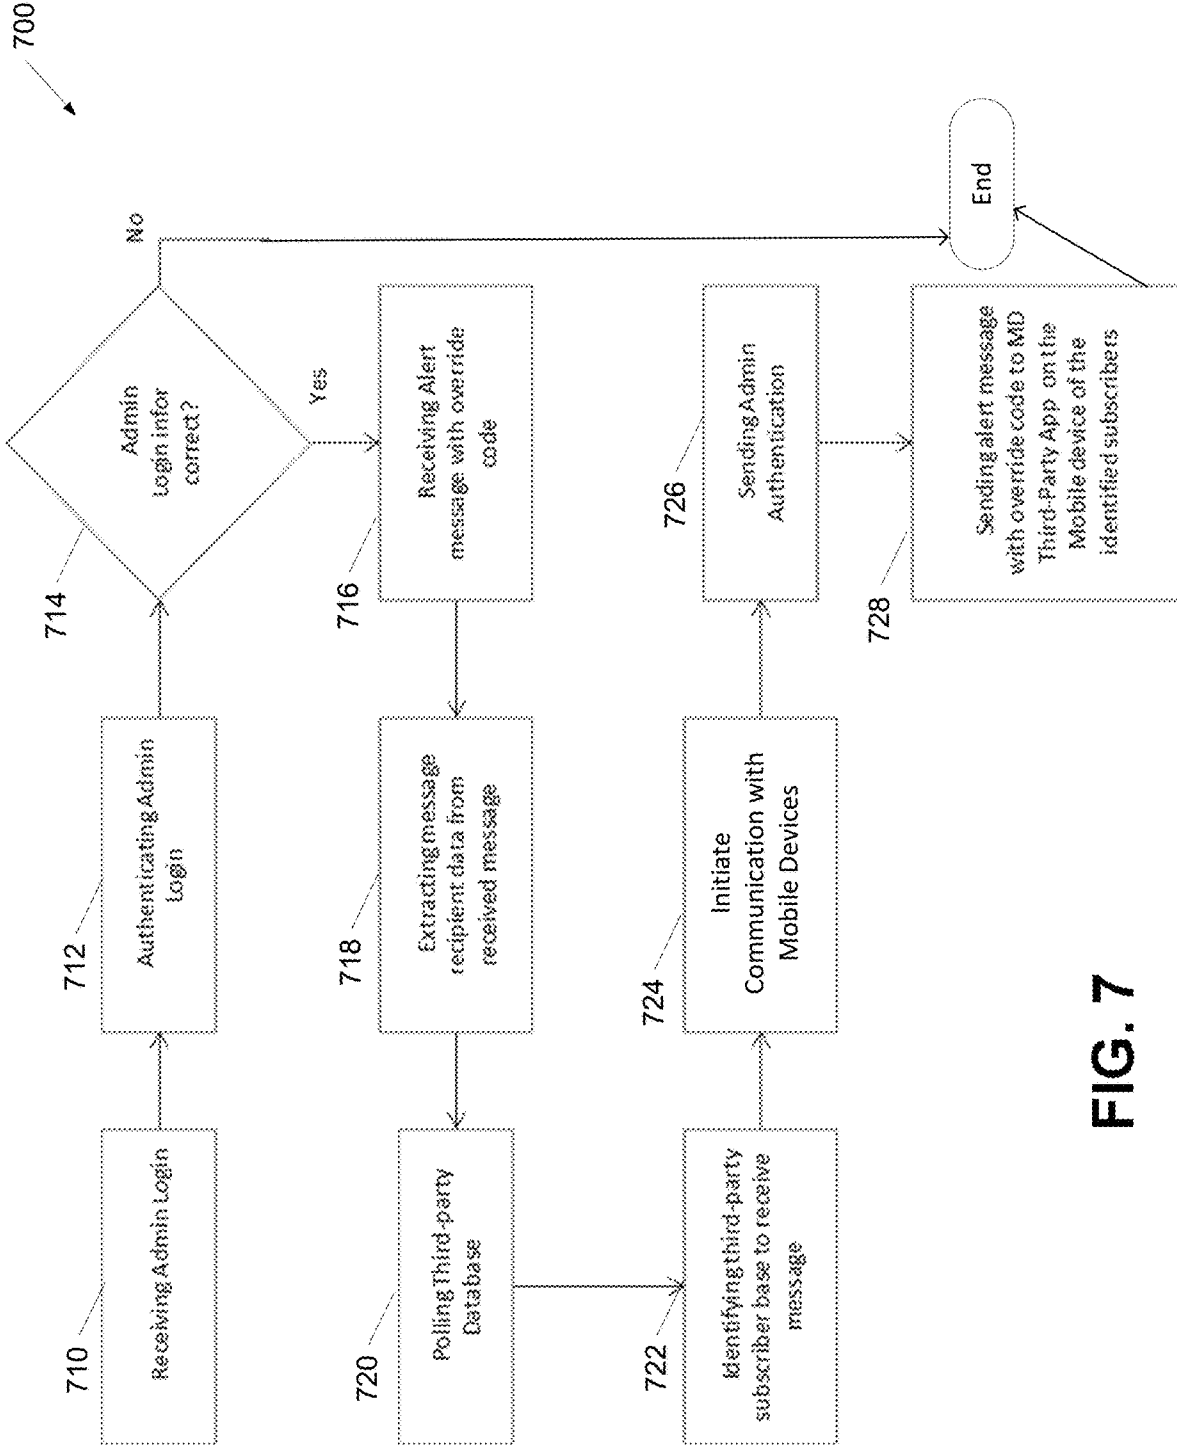 700
710
Receiving Admin Login
712
Authenticating Admin
Login
714
Admin
Login infor
correct?
No
Yes
716
Receiving Alert
message with override
code
718
Extracting message
recipient data from
received message
720
Polling Third-party
Database
722
Identifying third-party
subscriber base to receive
message
724
Initiate
Communication with
Mobile Devices
726
Sending Admin
Authentication
728
Sending alert message
with override code to MD
Third-Party App on the
Mobile device of the
identified subscribers
End
FIG. 7